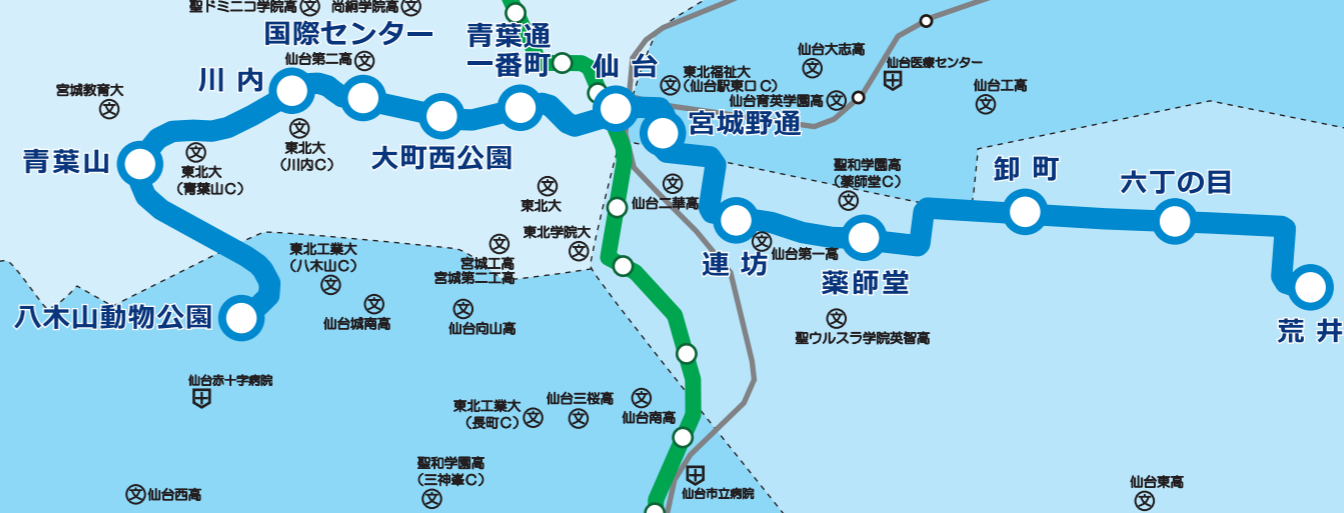 聖ドミニコ学院高
尚絅学院高
国際センター
青葉通
一番町
仙台
仙台第二高
川内
宮城教育大
東北福祉大
(仙台駅東口C)
仙台大志高
仙台医療センター
仙台工高
仙台育英学園高
宮城野通
東北大
(川内C)
大町西公園
青葉山
東北大
(青葉山C)
聖和学園高
(薬師堂C)
卸町
六丁の目
東北大
仙台二華高
東北学院大
連坊
仙台第一高
薬師堂
東北工業大
(八木山C)
宮城工高
宮城第二工高
八木山動物公園
仙台城南高
仙台向山高
聖ウルスラ学院英智高
荒井
仙台赤十字病院
東北工業大
(長町C)
仙台三桜高
仙台南高
聖和学園高
(三神峯C)
仙台西高
仙台市立病院
仙台東高